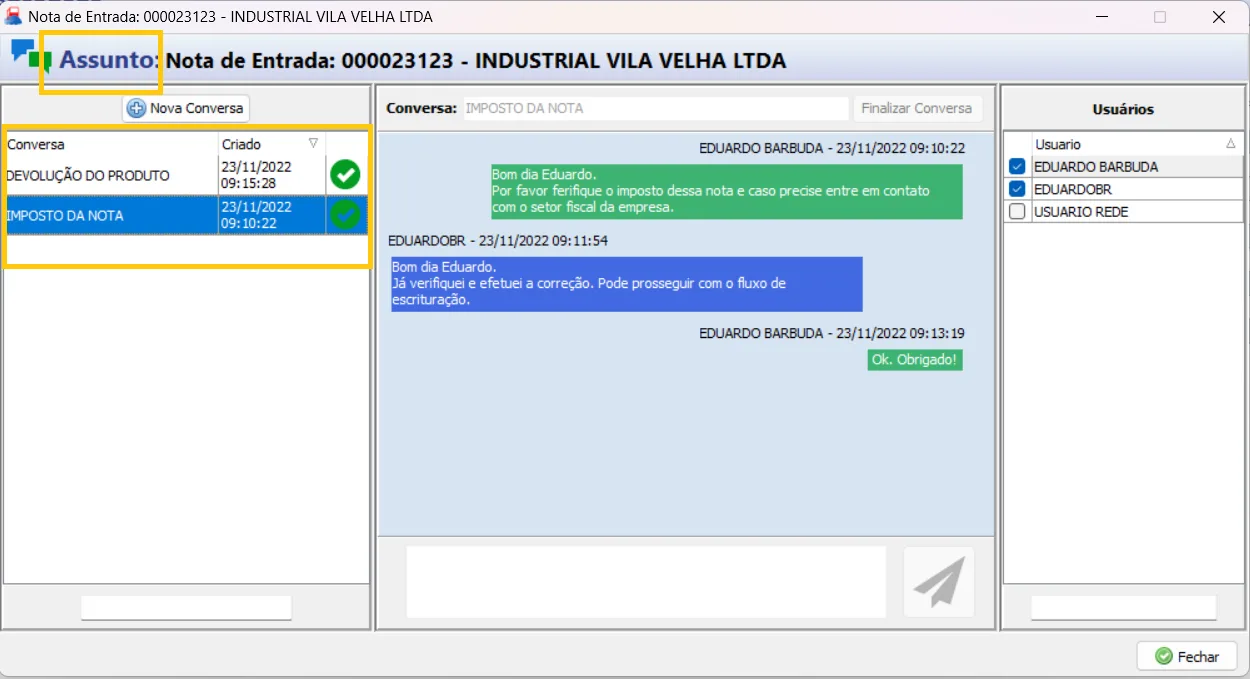 Nota de Entrada: 000023123 - INDUSTRIAL VILA VELHA LTDA
Assunto: Nota de Entrada: 000023123 - INDUSTRIAL VILA VELHA LTDA
Nova Conversa
Conversa Criado
DEVOLUÇÃO DO PRODUTO 23/11/2022
09:15:28
IMPOSTO DA NOTA 23/11/2022
09:10:22
Conversa: IMPOSTO DA NOTA Finalizar Conversa
EDUARDO BARBUDA - 23/11/2022 09:10:22
Bom dia Eduardo.
Por favor ferifique o imposto dessa nota e caso precise entre em contato
com o setor fiscal da empresa.
EDUARDOBR - 23/11/2022 09:11:54
Bom dia Eduardo.
Já verifiquei e efetuei a correção. Pode prosseguir com o fluxo de
escrituração.
EDUARDO BARBUDA - 23/11/2022 09:13:19
Ok. Obrigado!
Usuários
Usuario
EDUARDO BARBUDA
EDUARDOBR
USUARIO REDE
Fechar